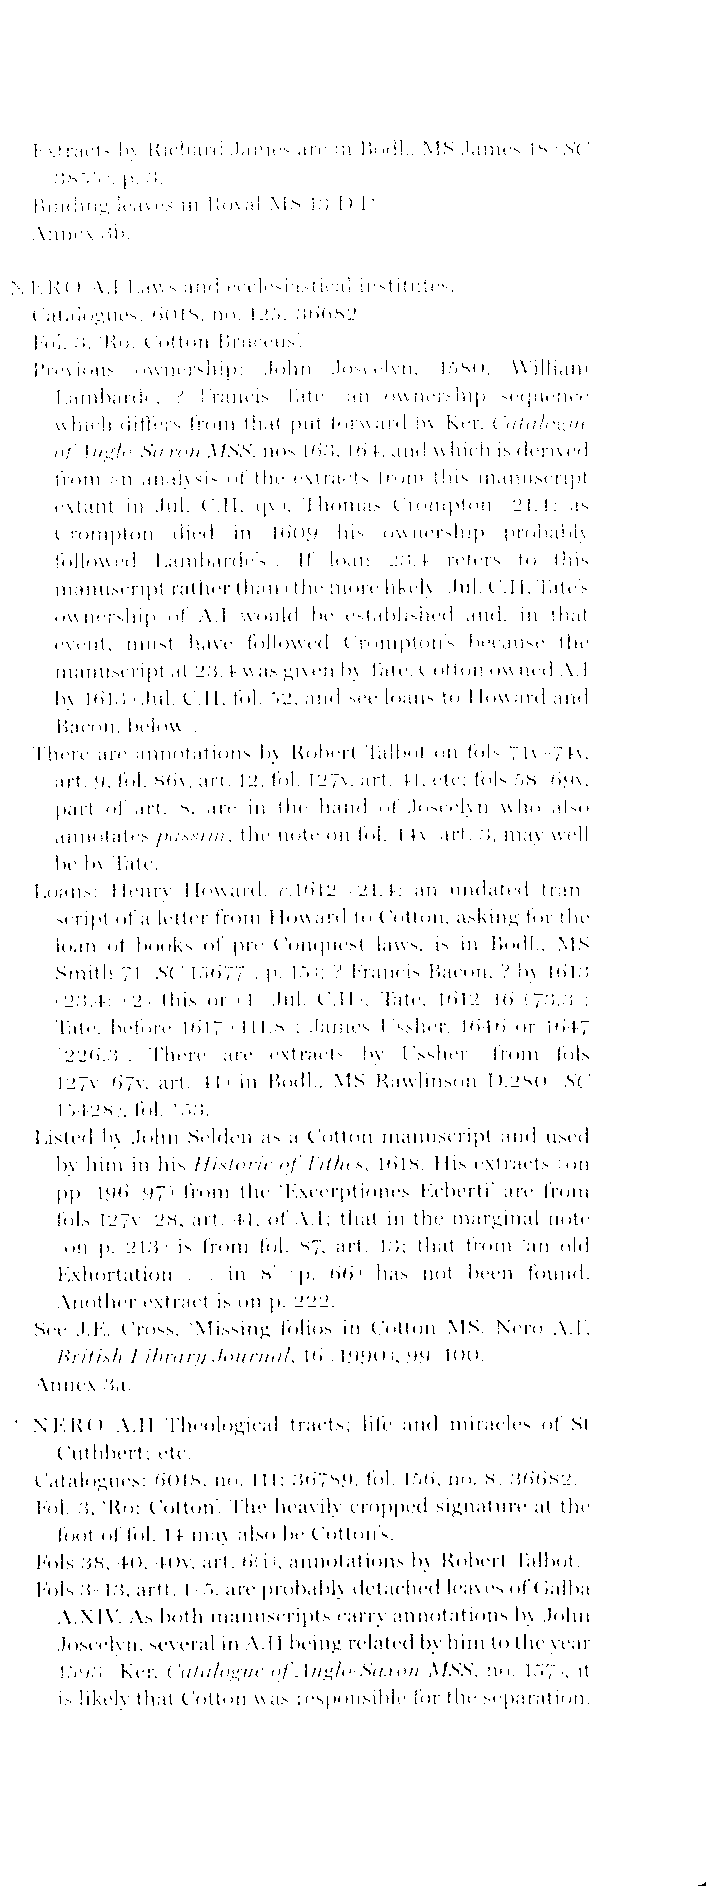 Extracts by Richard James are in Bodl., MS James 18 (SC
3855), p. 3.
Binding leaves in Royal MS 13 D.I*
Annex 3b.
NERO A.I Laws and ecclesiastical institutes.
Catalogues: 6018, no. 125; 36682.
Fol. 3, 'Ro. Cotton Bruceus'.
Previous ownership: John Joscelyn, 1580, William
Lambarde, ? Francis Tate (an ownership sequence
which differs from that put forward by Ker, Catalogue
of Anglo-Saxon MSS, nos 163, 164, and which is derived
from an analysis of the extracts from this manuscript
extant in Jul. C.II, qv), Thomas Crompton (21.4: as
Crompton died in 1609 his ownership probably
followed Lambarde's). If loan 23.4 refers to this
manuscript rather than (the more likely) Jul. C.II, Tate's
ownership of A.I would be established and, in that
event, must have followed Crompton's because the
manuscript at 23.4 was given by Tate. Cotton owned A.I
by 1613 (Jul. C.II, fol. 52, and see loans to Howard and
Bacon, below).
There are annotations by Robert Talbot on fols 71v-74v,
art. 9, fol. 86v, art. 12, fol. 127v, art. 41, etc; fols 58-69v,
part of art. 8, are in the hand of Joscelyn who also
annotates passim; the note on fol. 14v, art. 3, may well
be by Tate.
Loans: Henry Howard, c.1612 (21.4: an undated tran-
script of a letter from Howard to Cotton, asking for the
loan of books of pre-Conquest laws, is in Bodl., MS
Smith 71 (SC 15677), p. 153); ? Francis Bacon, ? by 1613
(23.4: (2) this or (1) Jul. C.II); Tate, 1612-16 (73.3);
Tate, before 1617 (111.8); James Ussher, 1646 or 1647
(226.3). There are extracts by Ussher (from fols
127v-67v, art. 41) in Bodl., MS Rawlinson D.280 (SC
15428), fol. 153.
Listed by John Selden as a Cotton manuscript and used
by him in his Historie of Tithes, 1618. His extracts (on
pp. 196-97) from the 'Excerptiones Ecberti' are from
fols 127v-28, art. 41, of A.I; that in the marginal note
(on p. 213) is from fol. 87, art. 13; that from 'an old
Exhortation . . in S' (p. 66) has not been found.
Another extract is on p. 222.
See J.E. Cross, 'Missing folios in Cotton MS. Nero A.I',
British Library Journal, 16 (1990), 99-100.
Annex 3a.
* NERO A.II Theological tracts; life and miracles of St
Cuthbert; etc.
Catalogues: 6018, no. 111; 36789, fol. 156, no. 8; 36682.
Fol. 3, 'Ro: Cotton'. The heavily cropped signature at the
foot of fol. 14 may also be Cotton's.
Fols 38, 40, 40v, art. 6(i), annotations by Robert Talbot.
Fols 3-13, artt. 1-5, are probably detached leaves of Galba
A.XIV. As both manuscripts carry annotations by John
Joscelyn, several in A.II being related by him to the year
1593 (Ker, Catalogue of Anglo-Saxon MSS, no. 157), it
is likely that Cotton was responsible for the separation.